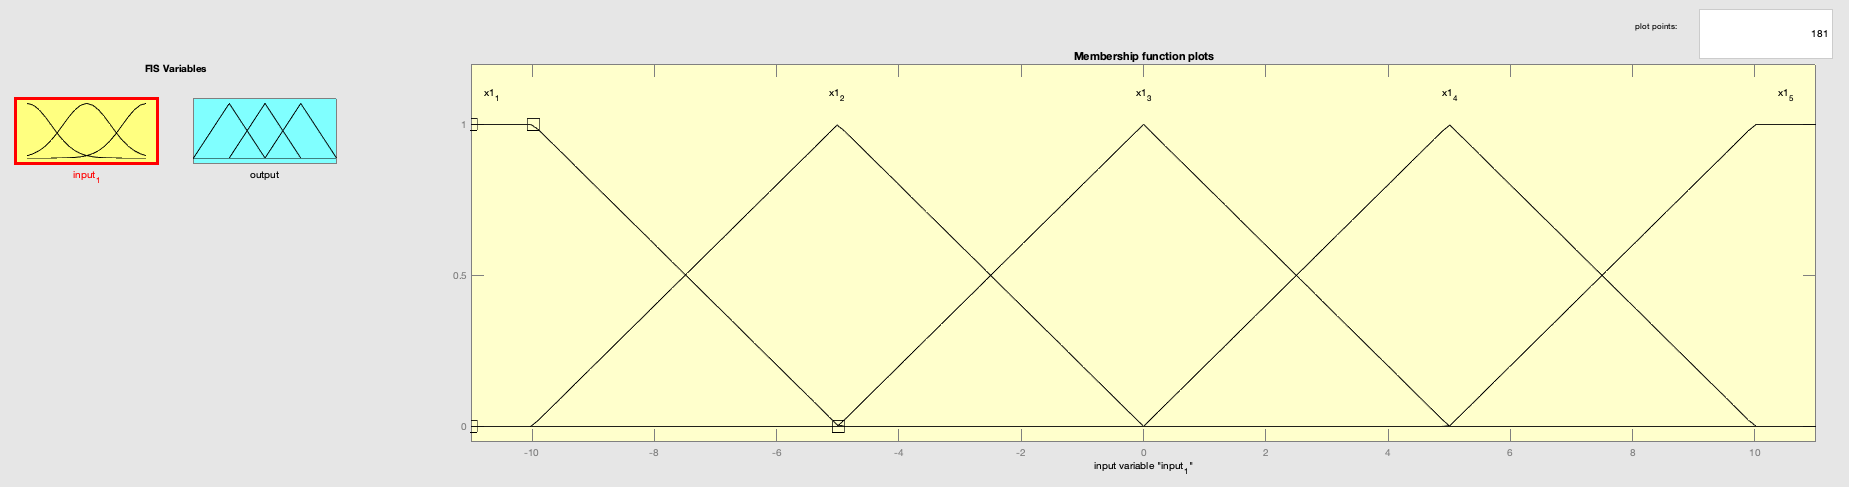 plot points:
181
FIS Variables
Membership function plots
input1
output
x11
x12
x13
x14
x15
1
0.5
0
-10 -8 -6 -4 -2 0 2 4 6 8 10
input variable "input1"